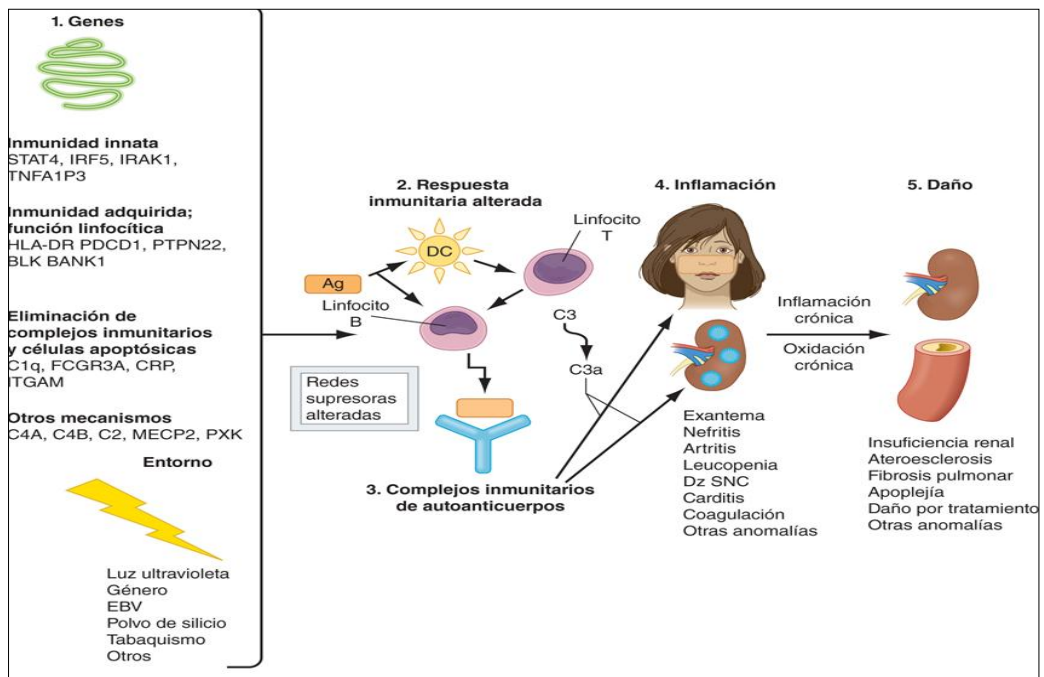 1. Genes
Inmunidad innata
STAT4, IRF5, IRAK1,
TNFA1P3
Inmunidad adquirida;
función linfocítica
HLA-DR PDCD1, PTPN22,
BLK BANK1
Eliminación de
complejos inmunitarios
y células apoptósicas
C1q, FCGR3A, CRP,
ITGAM
Otros mecanismos
C4A, C4B, C2, MECP2, PXK
Entorno
Luz ultravioleta
Género
EBV
Polvo de silicio
Tabaquismo
Otros
2. Respuesta
inmunitaria alterada
DC
Linfocito
T
Ag
Linfocito
B
C3
C3a
Redes
supresoras
alteradas
3. Complejos inmunitarios
de autoanticuerpos
4. Inflamación
Exantema
Nefritis
Artritis
Leucopenia
Dz SNC
Carditis
Coagulación
Otras anomalías
Inflamación
crónica
Oxidación
crónica
5. Daño
Insuficiencia renal
Ateroesclerosis
Fibrosis pulmonar
Apoplejía
Daño por tratamiento
Otras anomalías